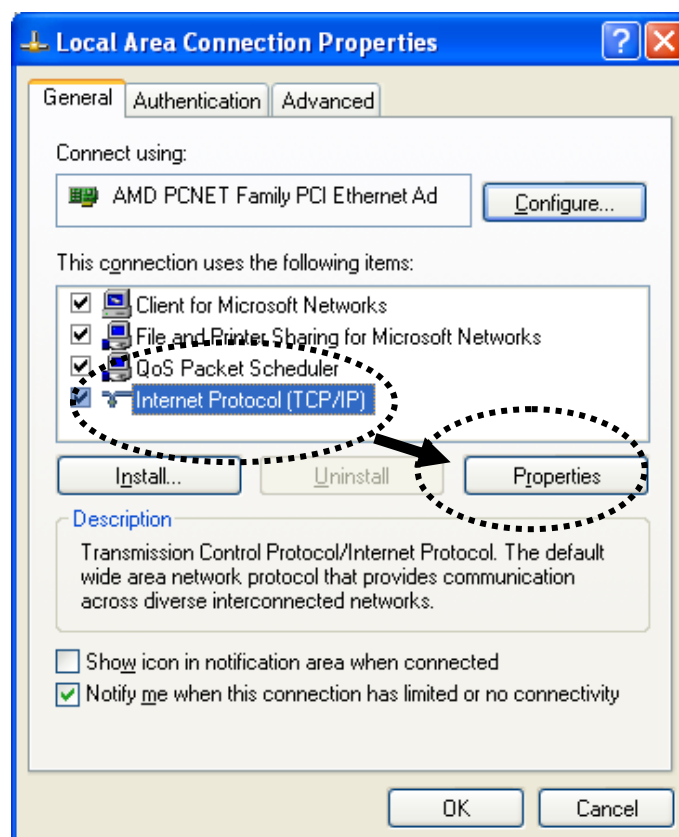 Local Area Connection Properties
General Authentication Advanced
Connect using:
AMD PCNET Family PCI Ethernet Ad
Configure...
This connection uses the following items:
Client for Microsoft Networks
File and Printer Sharing for Microsoft Networks
QoS Packet Scheduler
Internet Protocol (TCP/IP)
Install... Uninstall Properties
Description
Transmission Control Protocol/Internet Protocol. The default
wide area network protocol that provides communication
across diverse interconnected networks.
Show icon in notification area when connected
Notify me when this connection has limited or no connectivity
OK Cancel